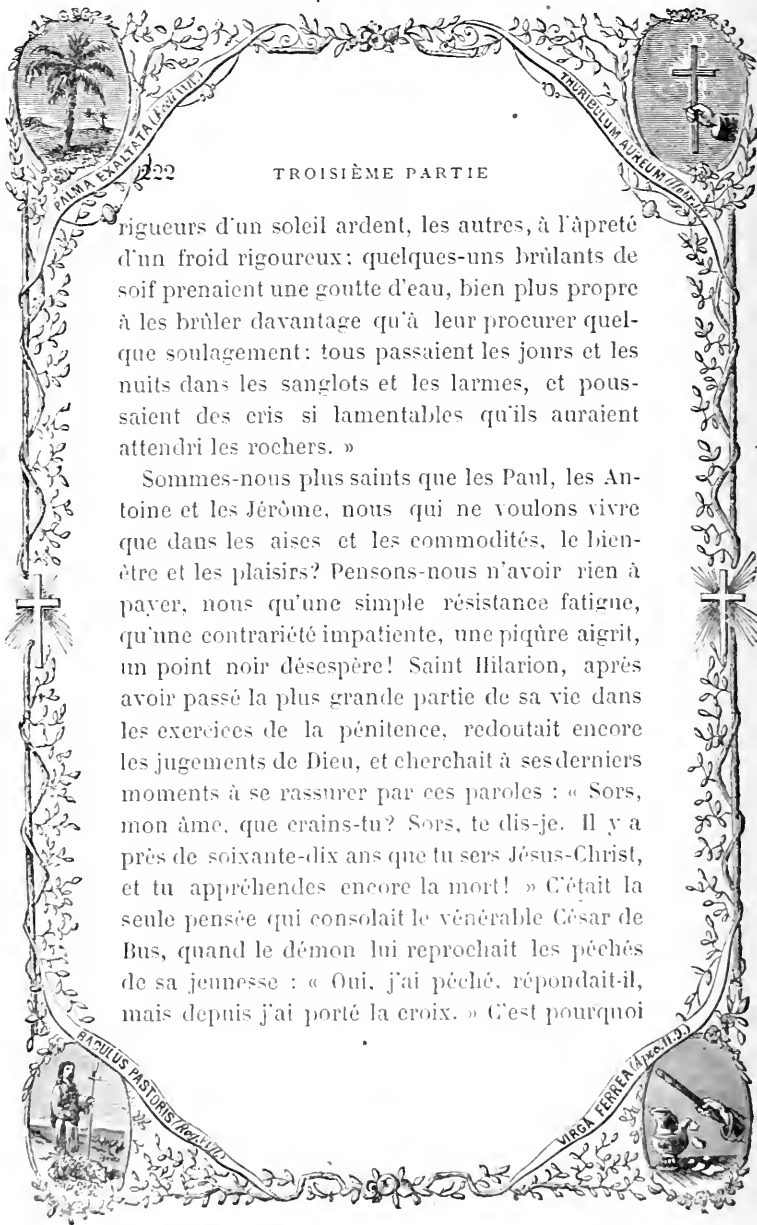 PALMA EXALTATA
THURIBULUM AUREUM
222
TROISIÈME PARTIE
rigueurs d'un soleil ardent, les autres, à l'âpreté
d'un froid rigoureux: quelques-uns brûlants de
soif prenaient une goutte d'eau, bien plus propre
à les brûler davantage qu'à leur procurer quel-
que soulagement: tous passaient les jours et les
nuits dans les sanglots et les larmes, et pous-
saient des cris si lamentables qu'ils auraient
attendri les rochers. »
Sommes-nous plus saints que les Paul, les An-
toine et les Jérôme, nous qui ne voulons vivre
que dans les aises et les commodités, le bien-
être et les plaisirs? Pensons-nous n'avoir rien à
payer, nous qu'une simple résistance fatigue,
qu'une contrariété impatiente, une piqûre aigrit,
un point noir désespère! Saint Hilarion, après
avoir passé la plus grande partie de sa vie dans
les exercices de la pénitence, redoutait encore
les jugements de Dieu, et cherchait à ses derniers
moments à se rassurer par ces paroles : « Sors,
mon âme, que crains-tu? Sors, te dis-je. Il y a
près de soixante-dix ans que tu sers Jésus-Christ,
et tu appréhendes encore la mort! » C'était la
seule pensée qui consolait le vénérable César de
Bus, quand le démon lui reprochait les péchés
de sa jeunesse : « Oui, j'ai péché, répondait-il,
mais depuis j'ai porté la croix. » C'est pourquoi
BACULUS PASTORIS
VIRGA FERREA (Apoc. II. 9.)